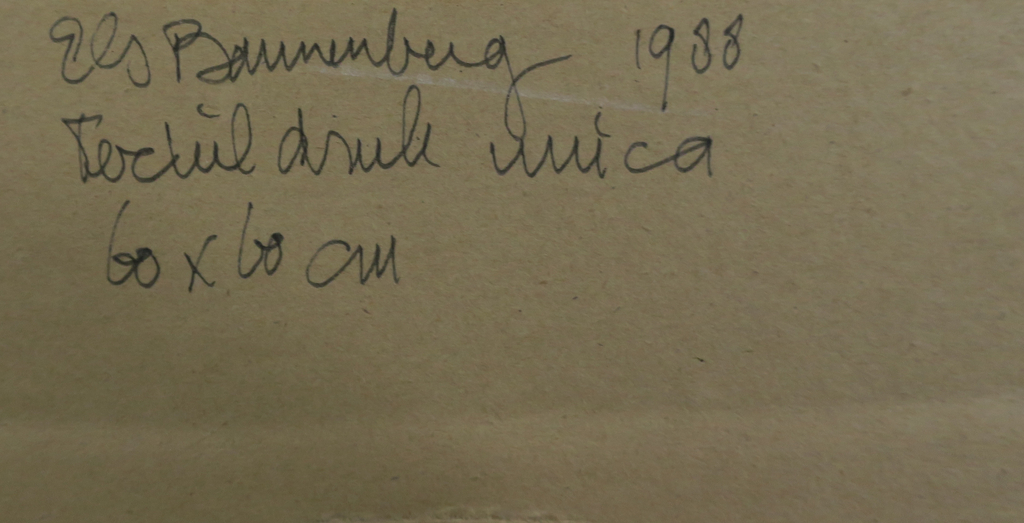 Els Bannenberg 1988
Textiel druk unica
60 x 60 cm